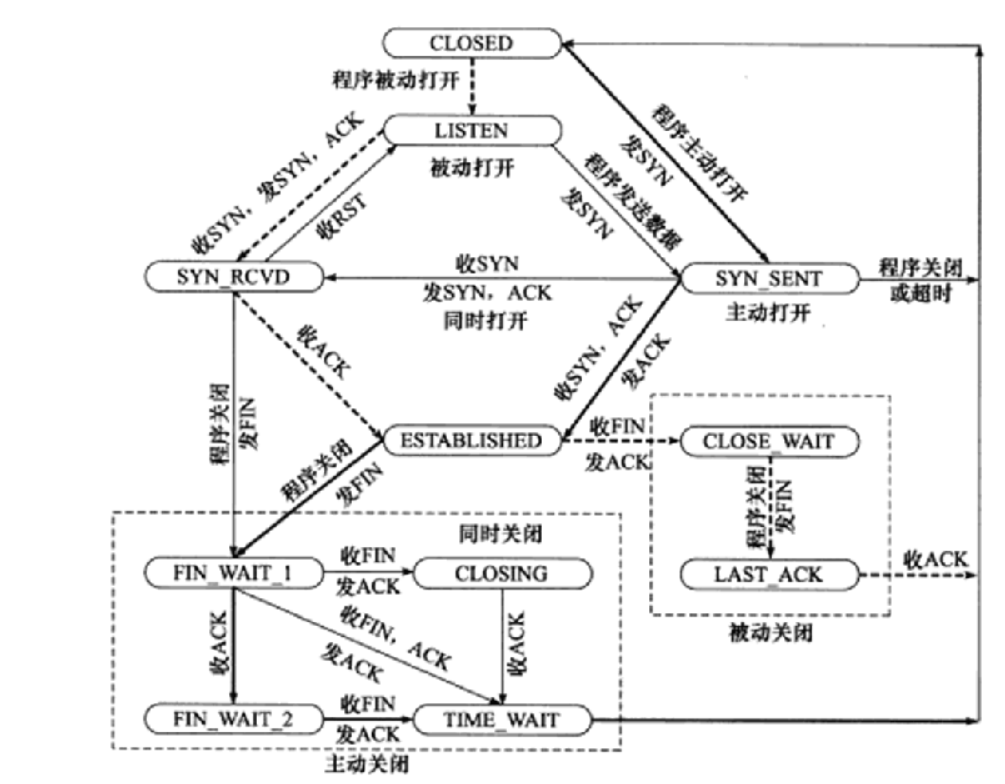 CLOSED
程序被动打开
LISTEN
被动打开
收SYN，发SYN，ACK
收RST
程序发送数据
发SYN
程序主动打开
发SYN
SYN_RCVD
收SYN
发SYN，ACK
同时打开
SYN_SENT
主动打开
程序关闭
或超时
收ACK
收SYN，ACK
发ACK
程序关闭
发FIN
ESTABLISHED
收FIN
发ACK
CLOSE_WAIT
程序关闭
发FIN
程序关闭
发FIN
LAST_ACK
收ACK
被动关闭
同时关闭
FIN_WAIT_1
收FIN
发ACK
CLOSING
收ACK
收FIN，ACK
发ACK
收ACK
FIN_WAIT_2
收FIN
发ACK
TIME_WAIT
主动关闭